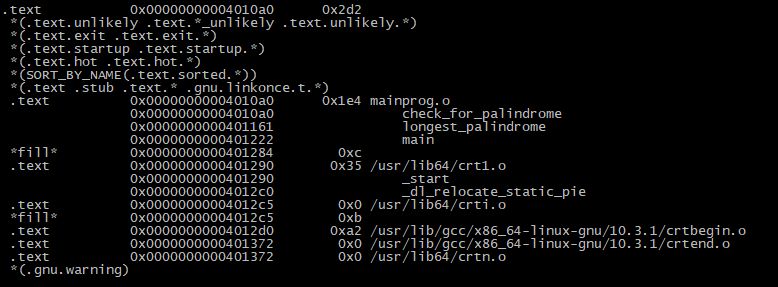 .text 0x00000000004010a0 0x2d2
*(.text.unlikely .text.*_unlikely .text.unlikely.*)
*(.text.exit .text.exit.*)
*(.text.startup .text.startup.*)
*(.text.hot .text.hot.*)
*(SORT_BY_NAME(.text.sorted.*))
*(.text .stub .text.* .gnu.linkonce.t.*)
.text 0x00000000004010a0 0x1e4 mainprog.o
0x00000000004010a0 check_for_palindrome
0x0000000000401161 longest_palindrome
0x0000000000401222 main
*fill* 0x0000000000401284 0xc
.text 0x0000000000401290 0x35 /usr/lib64/crt1.o
0x0000000000401290 _start
0x00000000004012c0 _dl_relocate_static_pie
.text 0x00000000004012c5 0x0 /usr/lib64/crti.o
*fill* 0x00000000004012c5 0xb
.text 0x00000000004012d0 0xa2 /usr/lib/gcc/x86_64-linux-gnu/10.3.1/crtbegin.o
.text 0x0000000000401372 0x0 /usr/lib/gcc/x86_64-linux-gnu/10.3.1/crtend.o
.text 0x0000000000401372 0x0 /usr/lib64/crtn.o
*(.gnu.warning)